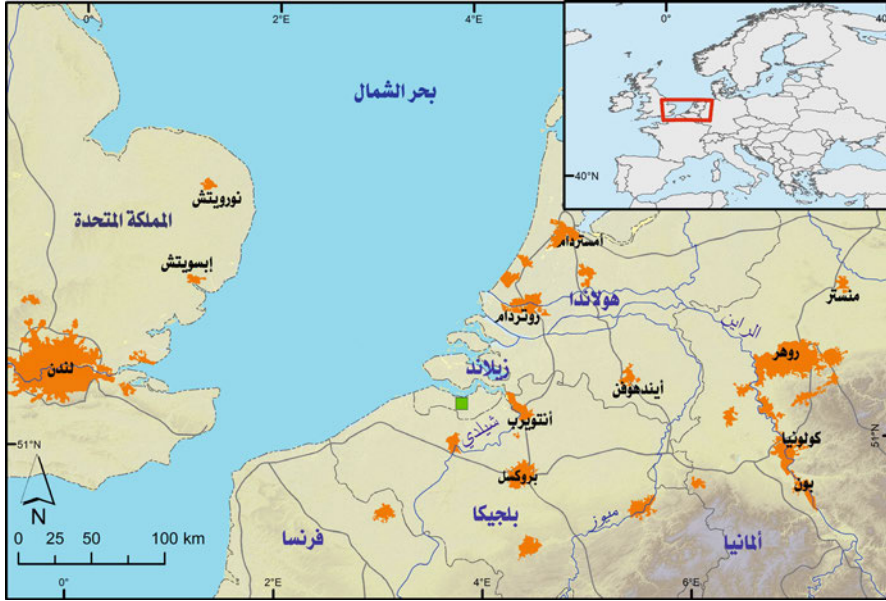 0°
2°E
0°
40°
بحر الشمال
40°N
نورويتش
المملكة المتحدة
أمستردام
إبسويتش
هولاندا
منستر
روتردام
الراين
لندن
روهر
زيلاند
أيندهوفن
أنتويرب
شيلدي
51°N
51°N
كولونيا
بروكسل
بون
N
ميوز
بلجيكا
فرنسا
ألمانيا
0 25 50 100 km
0°
2°E
4°E
6°E